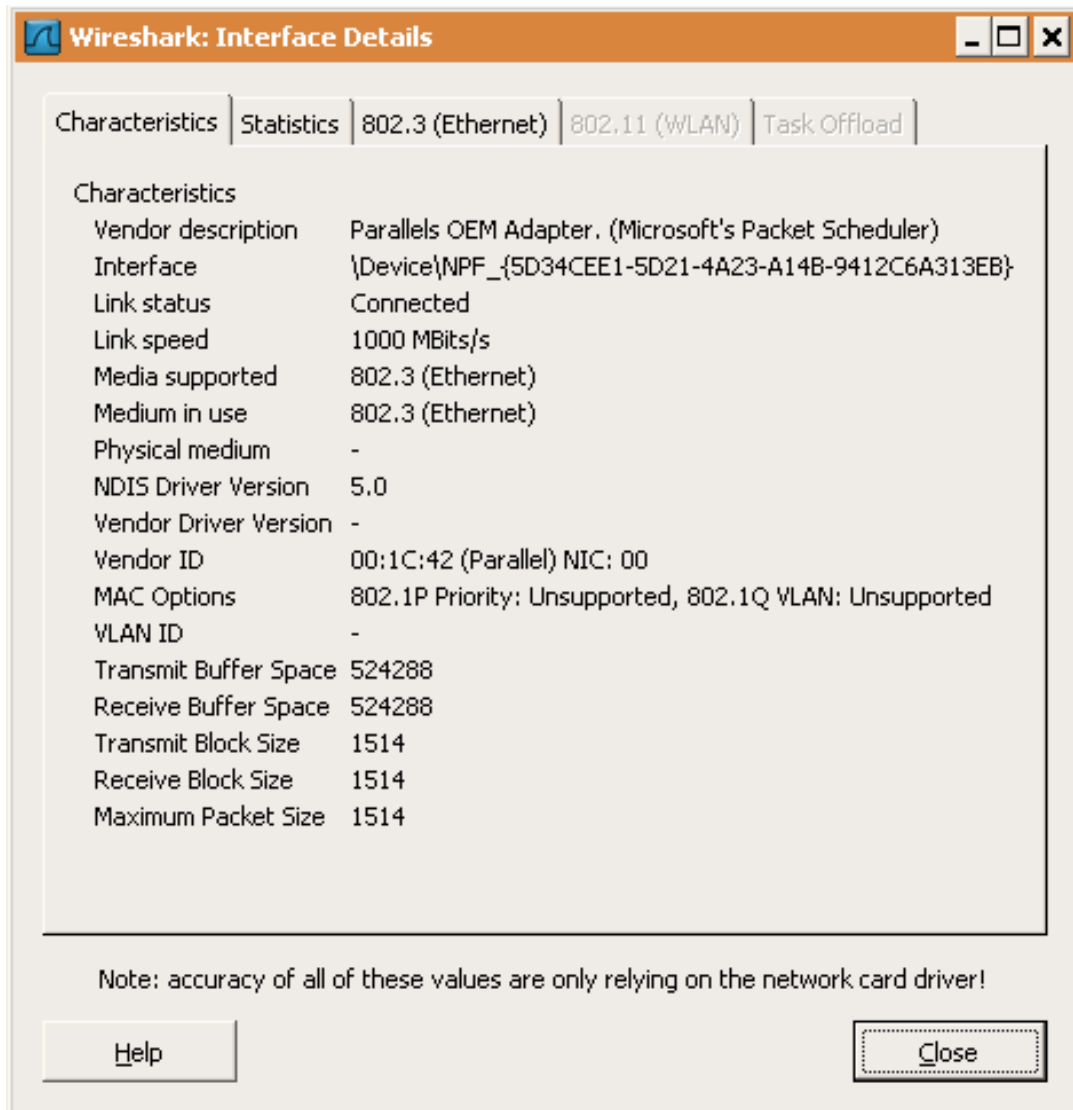 Wireshark: Interface Details
Characteristics Statistics 802.3 (Ethernet) 802.11 (WLAN) Task Offload
Characteristics
Vendor description Parallels OEM Adapter. (Microsoft's Packet Scheduler)
Interface \Device\NPF_{5D34CEE1-5D21-4A23-A14B-9412C6A313EB}
Link status Connected
Link speed 1000 MBits/s
Media supported 802.3 (Ethernet)
Medium in use 802.3 (Ethernet)
Physical medium -
NDIS Driver Version 5.0
Vendor Driver Version -
Vendor ID 00:1C:42 (Parallel) NIC: 00
MAC Options 802.1P Priority: Unsupported, 802.1Q VLAN: Unsupported
VLAN ID -
Transmit Buffer Space 524288
Receive Buffer Space 524288
Transmit Block Size 1514
Receive Block Size 1514
Maximum Packet Size 1514
Note: accuracy of all of these values are only relying on the network card driver!
Help Close